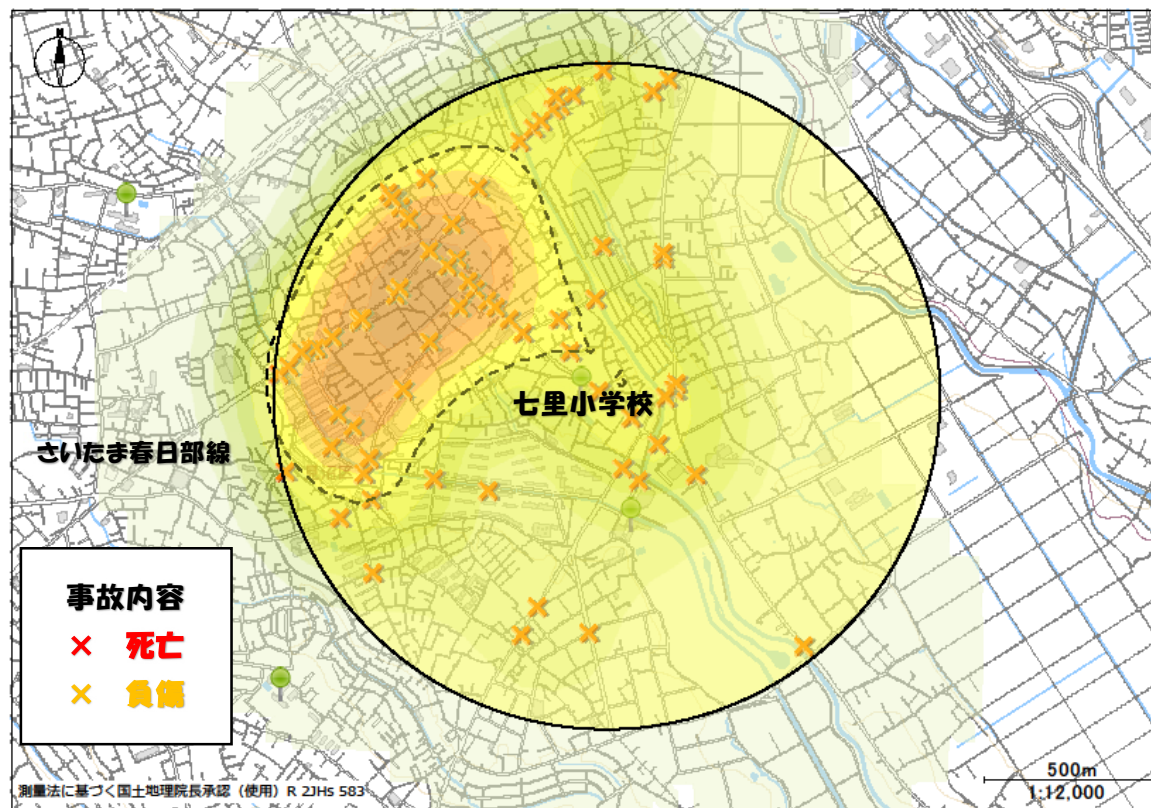 N
七里小学校
さいたま春日部線
事故内容
× 死亡
× 負傷
測量法に基づく国土地理院長承認（使用）R 2JHs 583
500m
1:12,000